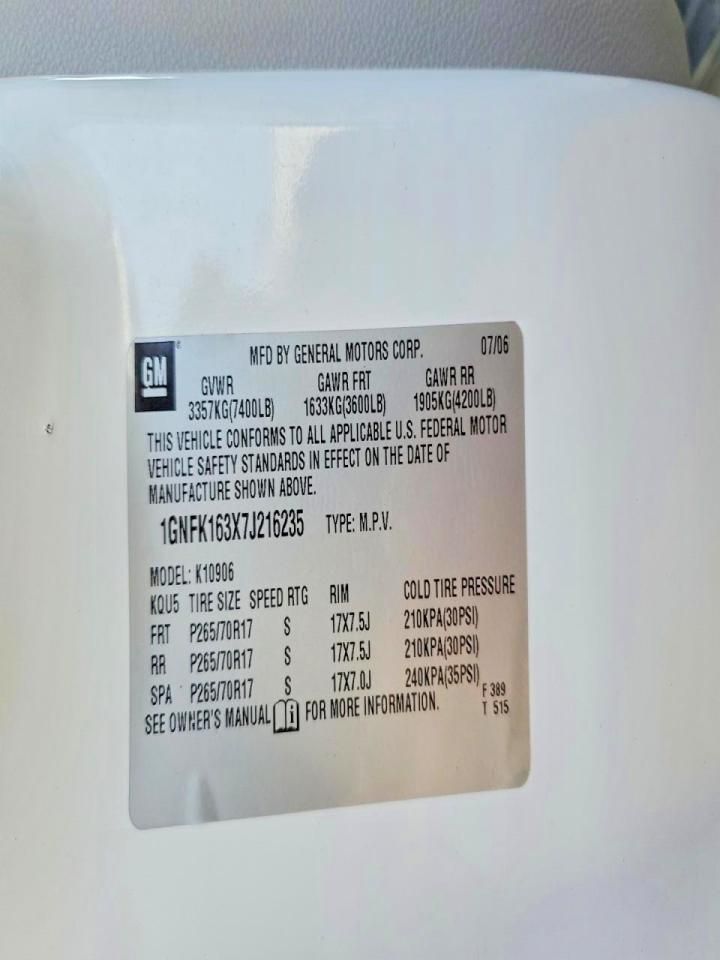 GM ® MFD BY GENERAL MOTORS CORP. 07/06
GVWR GAWR FRT GAWR RR
3357KG(7400LB) 1633KG(3600LB) 1905KG(4200LB)
THIS VEHICLE CONFORMS TO ALL APPLICABLE U.S. FEDERAL MOTOR
VEHICLE SAFETY STANDARDS IN EFFECT ON THE DATE OF
MANUFACTURE SHOWN ABOVE.
1GNFK163X7J216235 TYPE: M.P.V.
MODEL: K10906
KQU5 TIRE SIZE SPEED RTG RIM COLD TIRE PRESSURE
FRT P265/70R17 S 17X7.5J 210KPA(30PSI)
RR P265/70R17 S 17X7.5J 210KPA(30PSI)
SPA P265/70R17 S 17X7.0J 240KPA(35PSI)
F 389
SEE OWNER'S MANUAL i FOR MORE INFORMATION. T 515